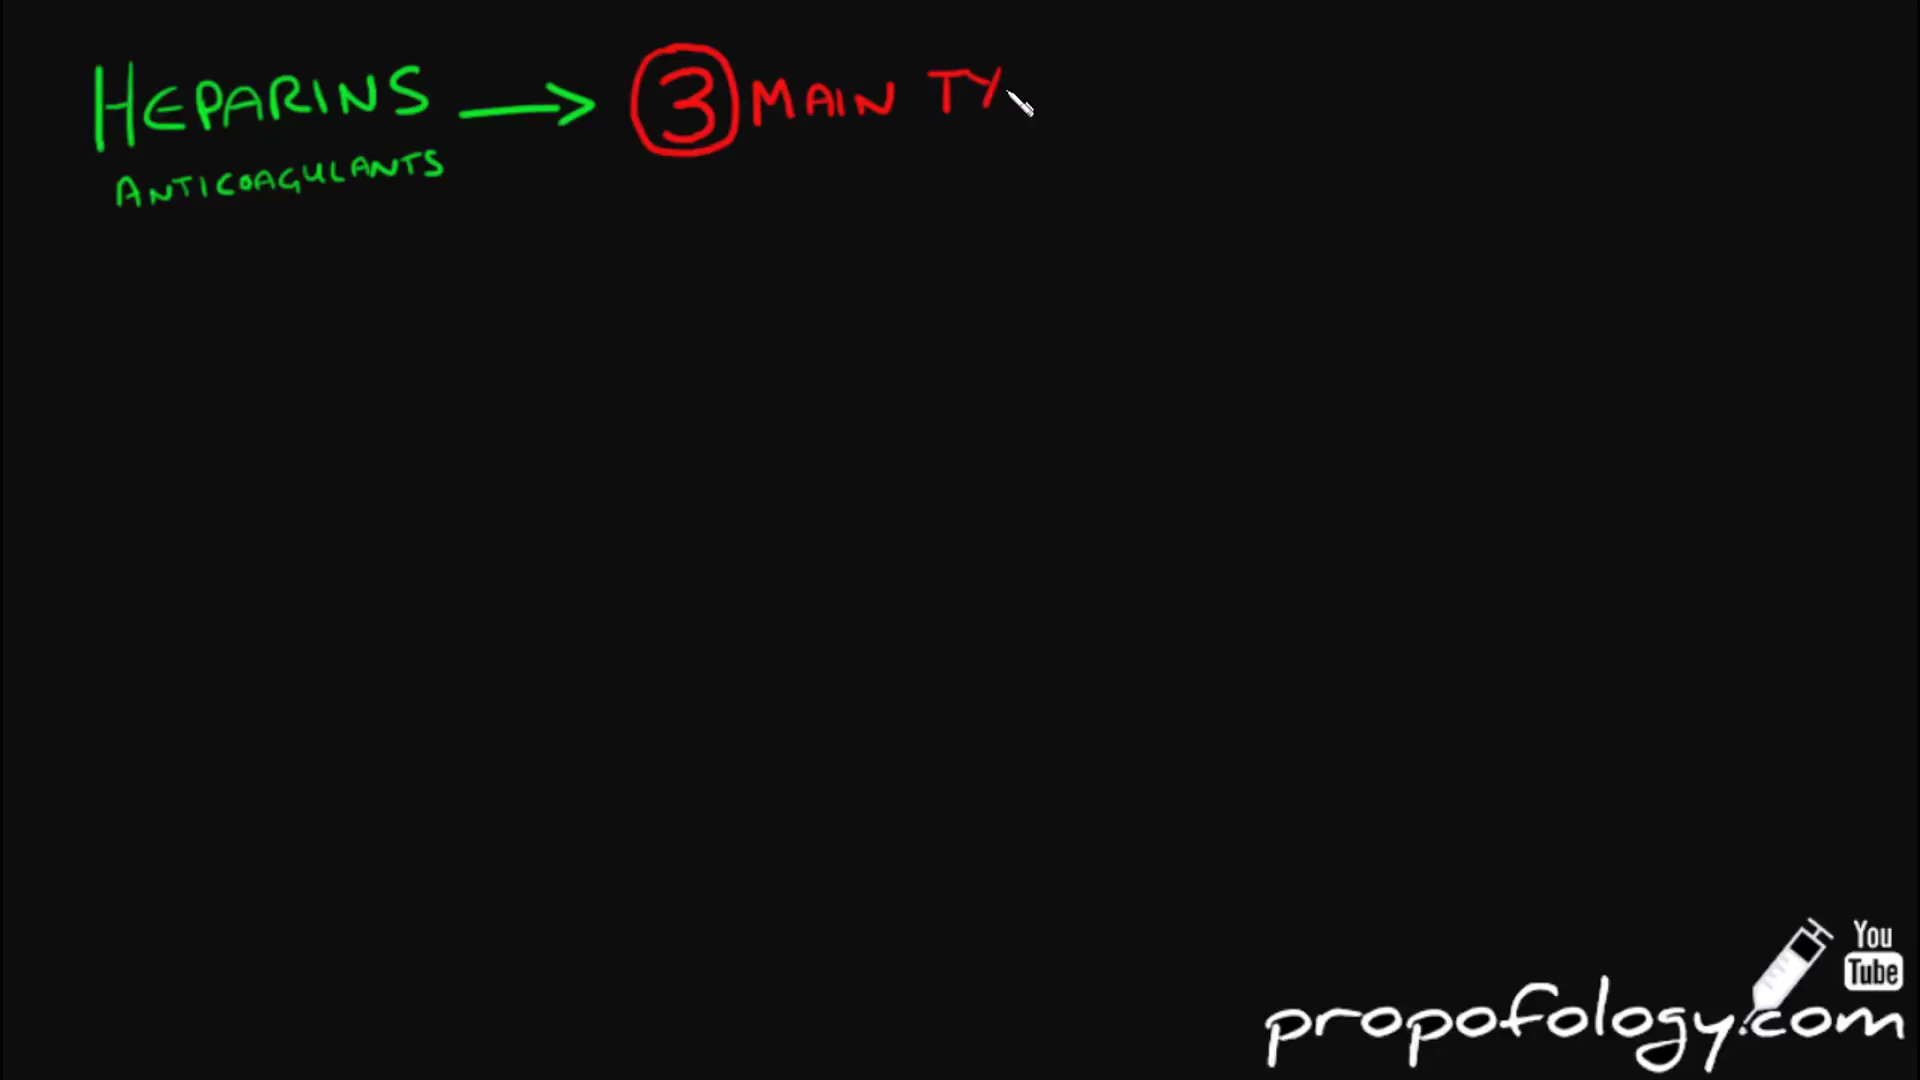 HEPARINS → 3 MAIN TY
ANTICOAGULANTS
You
Tube
propofology.com